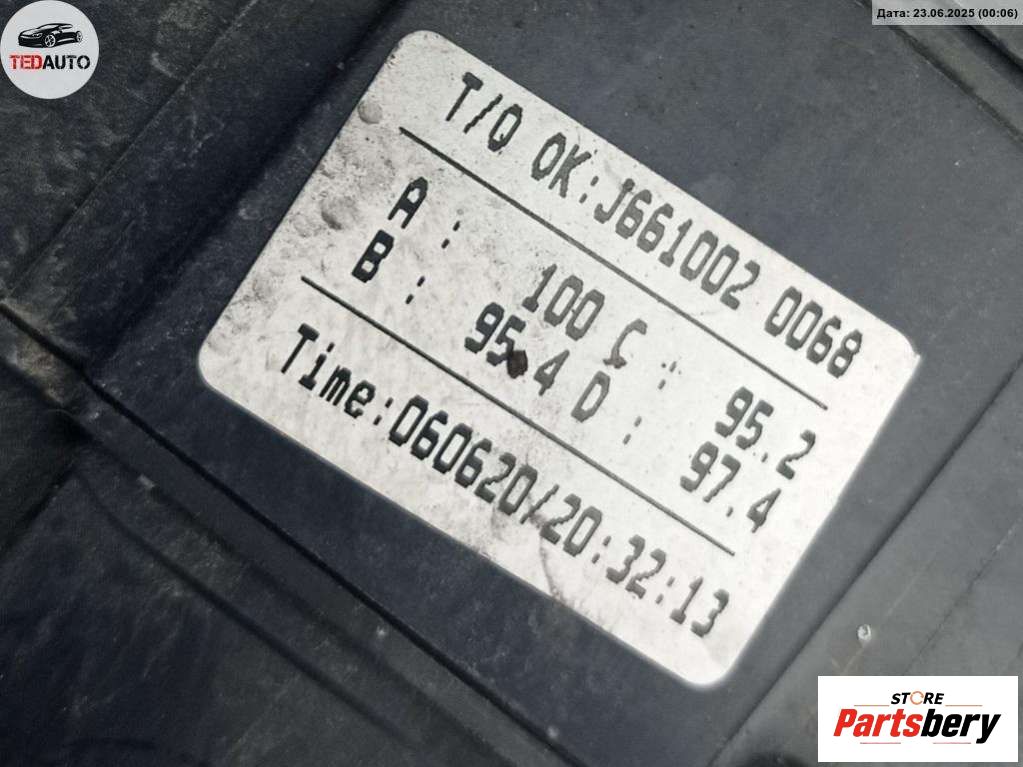 TEDAUTO
Дата: 23.06.2025 (00:06)
T/Q OK:J661002 0068
A : 100 C : 95.2
B : 95.4 D : 97.4
Time:060620/20:32:13
STORE
Partsbery